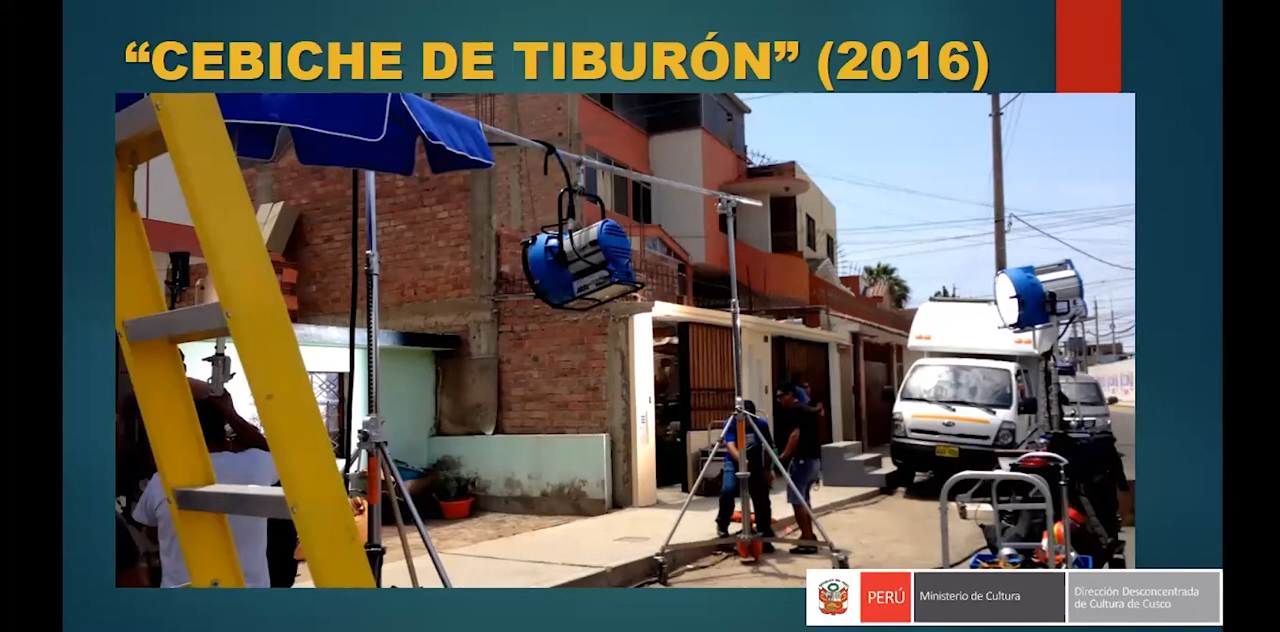 “CEBICHE DE TIBURÓN” (2016)
PERÚ
Ministerio de Cultura
Dirección Desconcentrada
de Cultura de Cusco